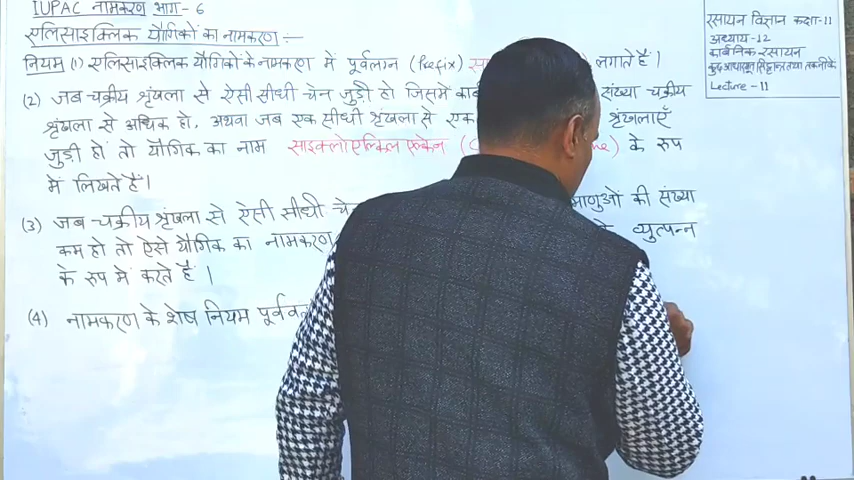 IUPAC नामकरण भाग - 6
एलिसाइक्लिक यौगिकों का नामकरण :-
नियम (1) एलिसाइक्लिक यौगिकों के नामकरण में पूर्वलग्न (Prefix) लगाते हैं।
(2) जब चक्रीय श्रृंखला से ऐसी सीधी चेन जुड़ी हो जिसमें संख्या चक्रीय
श्रृंखला से अधिक हो, अथवा जब एक सीधी श्रृंखला से एक श्रृंखलाएँ
जुड़ी हों तो यौगिक का नाम साइक्लोएल्किल एल्केन ( के रूप
में लिखते हैं।
(3) जब चक्रीय श्रृंखला से ऐसी सीधी की संख्या
कम हो तो ऐसे यौगिक का नामकरण व्युत्पन्न
के रूप में करते हैं।
(4) नामकरण के शेष नियम
रसायन विज्ञान कक्षा-11
अध्याय-12
कार्बनिक रसायन
कुछ आधारभूत सिद्धान्त तथा तकनीकें
Lecture - 11